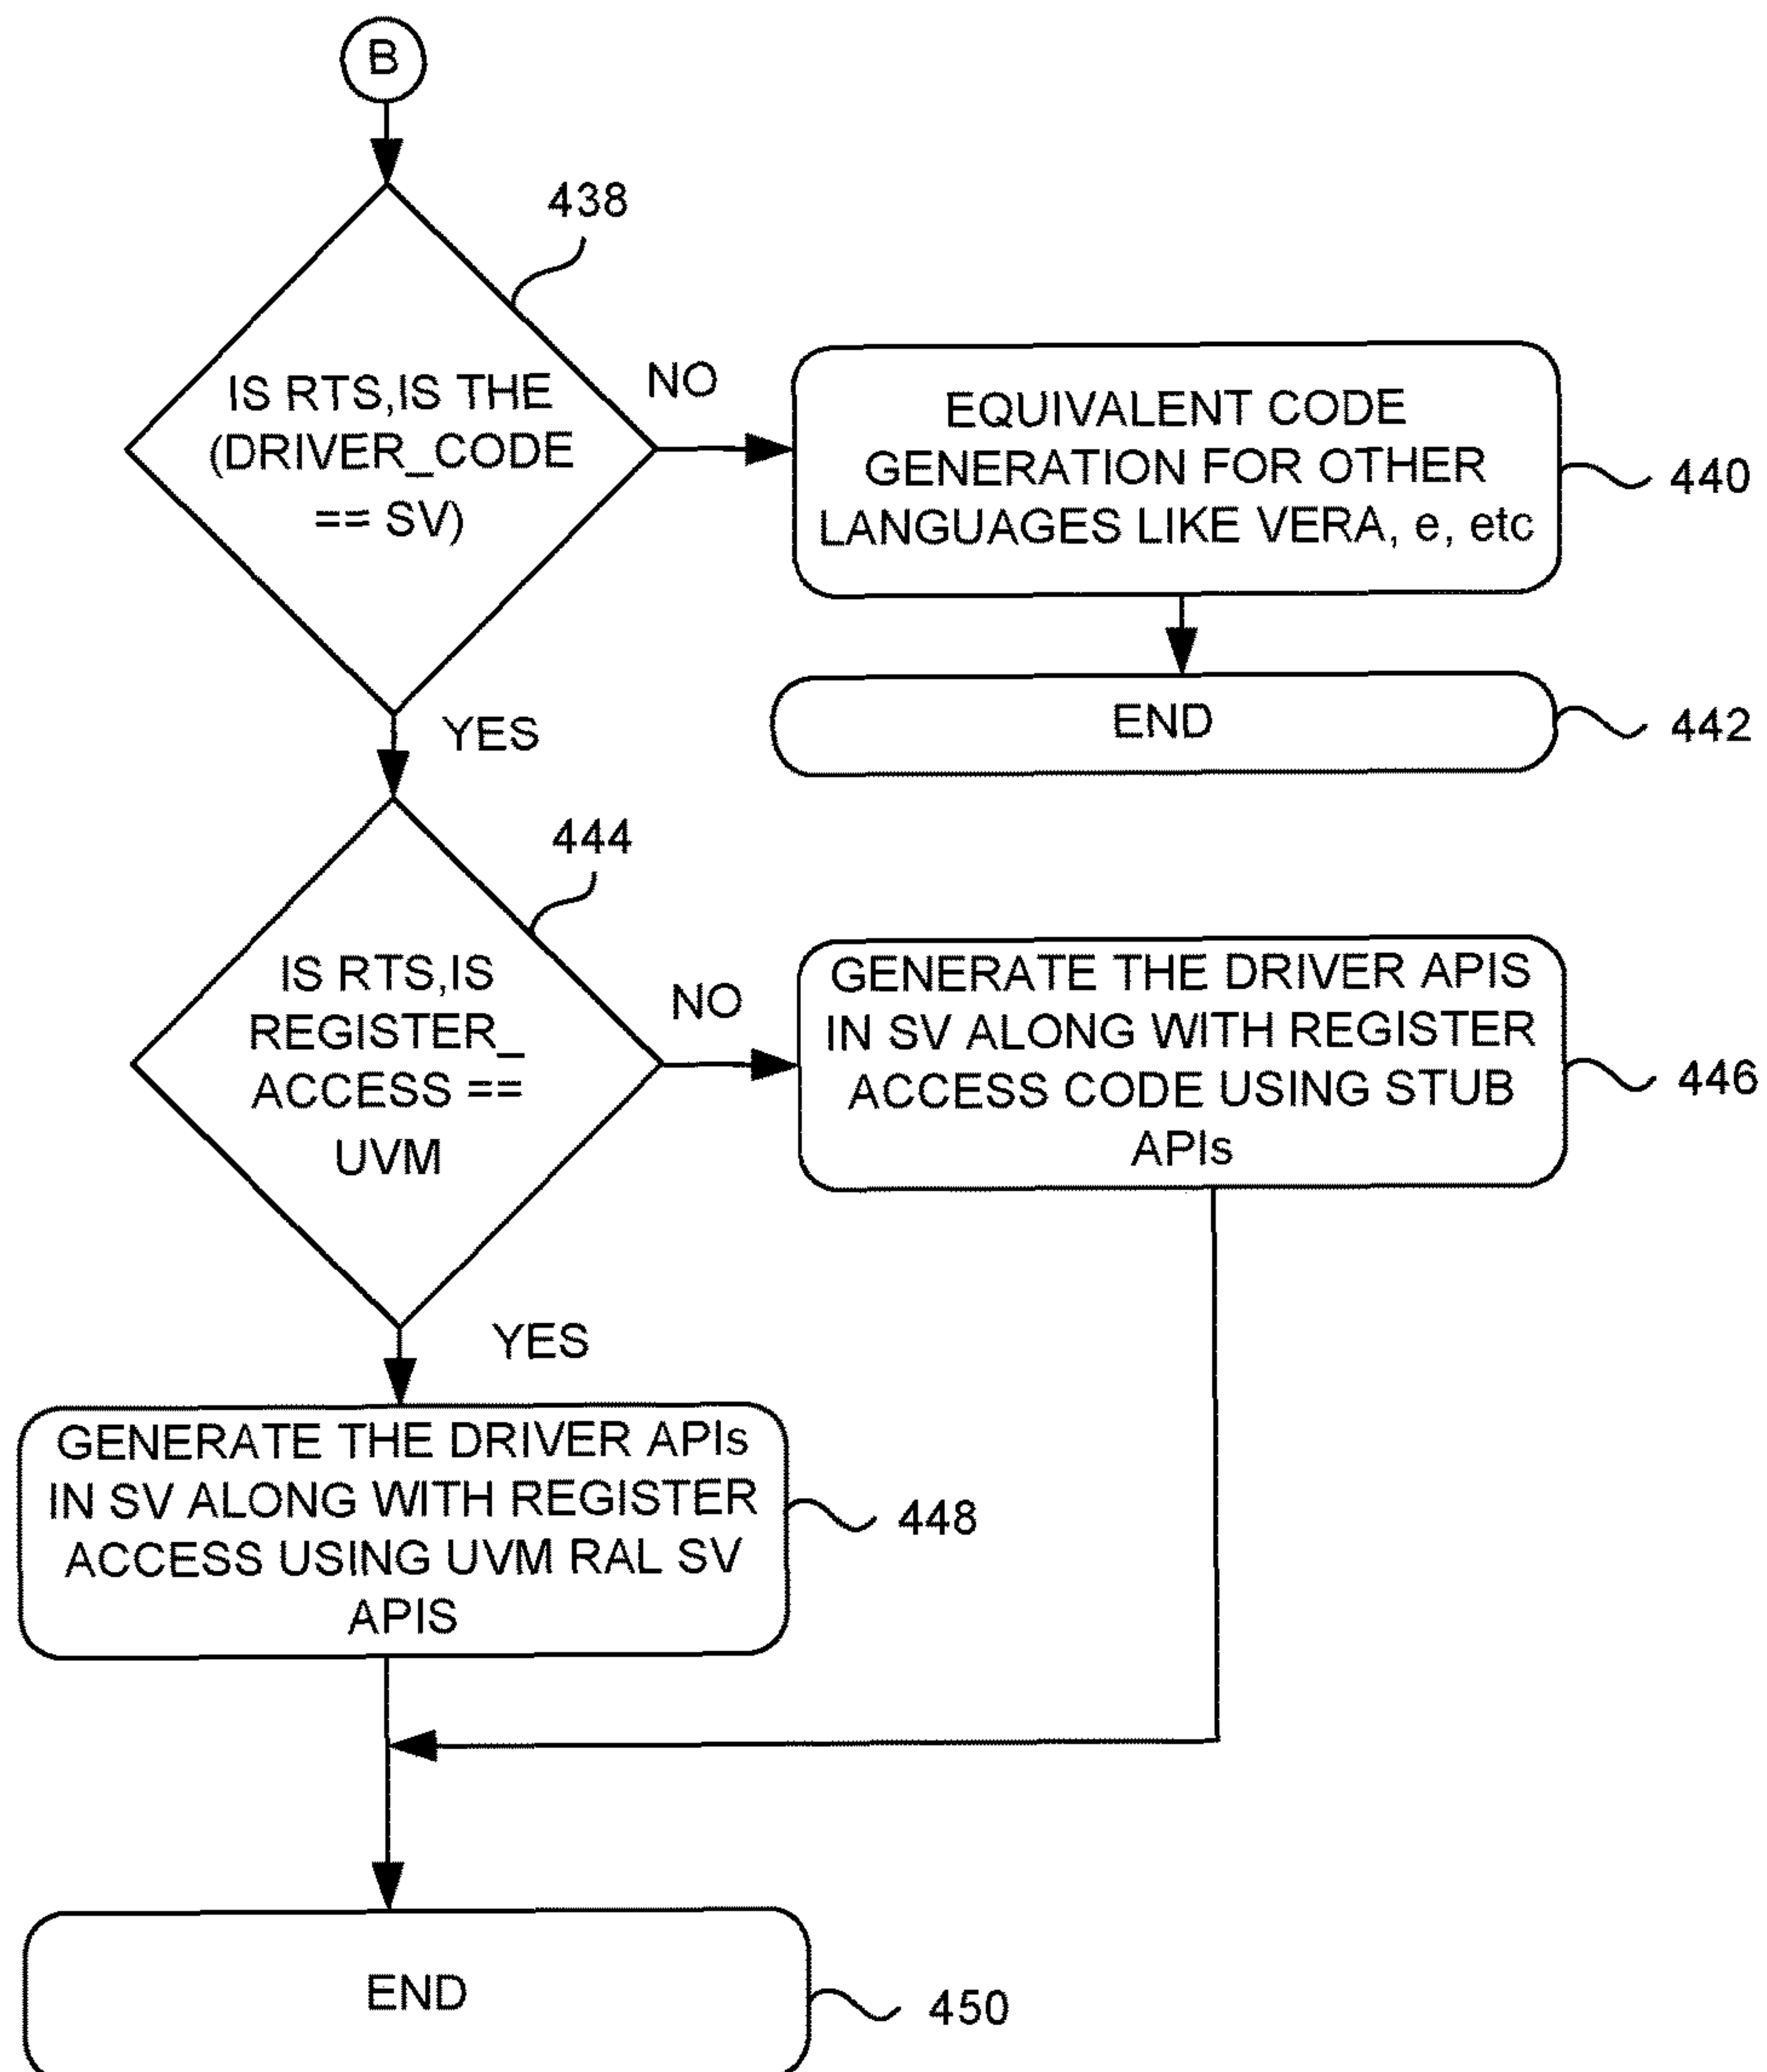 B
438
IS RTS,IS THE
(DRIVER_CODE
== SV)
NO
EQUIVALENT CODE
GENERATION FOR OTHER
LANGUAGES LIKE VERA, e, etc
440
END
442
YES
444
IS RTS,IS
REGISTER_
ACCESS ==
UVM
NO
GENERATE THE DRIVER APIS
IN SV ALONG WITH REGISTER
ACCESS CODE USING STUB
APIs
446
YES
GENERATE THE DRIVER APIs
IN SV ALONG WITH REGISTER
ACCESS USING UVM RAL SV
APIS
448
END
450